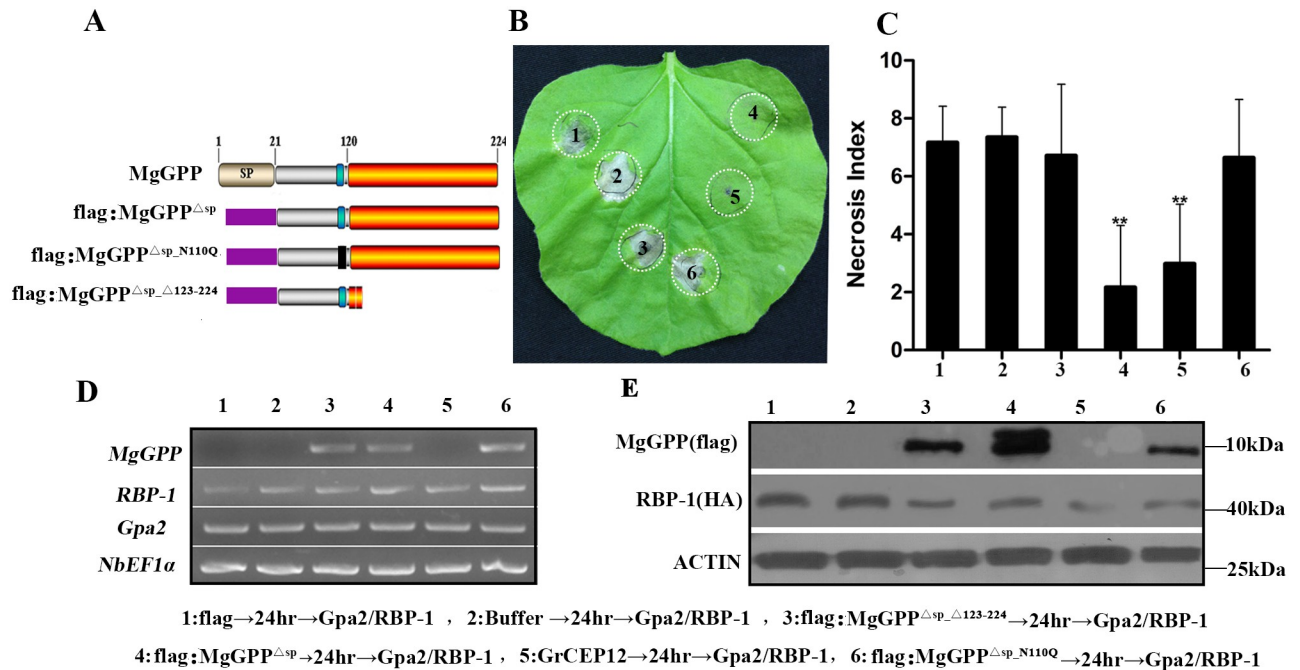 A
1 21 120 224
MgGPP SP
flag:MgGPP△sp
flag:MgGPP△sp_N110Q
flag:MgGPP△sp_△123-224
B
1
2
3
4
5
6
C
Necrosis Index
10
8
6
4
2
0
** **
1 2 3 4 5 6
D
1 2 3 4 5 6
MgGPP
RBP-1
Gpa2
NbEF1α
E
1 2 3 4 5 6
MgGPP(flag) 10kDa
RBP-1(HA) 40kDa
ACTIN 25kDa
1:flag→24hr→Gpa2/RBP-1 , 2:Buffer →24hr→Gpa2/RBP-1 , 3:flag:MgGPP△sp_△123-224→24hr→Gpa2/RBP-1
4:flag:MgGPP△sp→24hr→Gpa2/RBP-1 , 5:GrCEP12→24hr→Gpa2/RBP-1, 6:flag:MgGPP△sp_N110Q→24hr→Gpa2/RBP-1